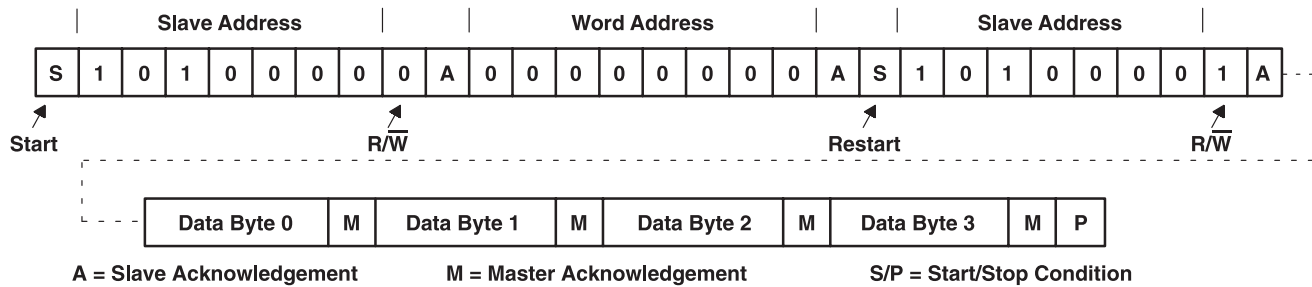 Slave Address Word Address Slave Address
S 1 0 1 0 0 0 0 0 A 0 0 0 0 0 0 0 0 A S 1 0 1 0 0 0 0 1 A
Start R/W̅ Restart R/W̅
Data Byte 0 M Data Byte 1 M Data Byte 2 M Data Byte 3 M P
A = Slave Acknowledgement M = Master Acknowledgement S/P = Start/Stop Condition